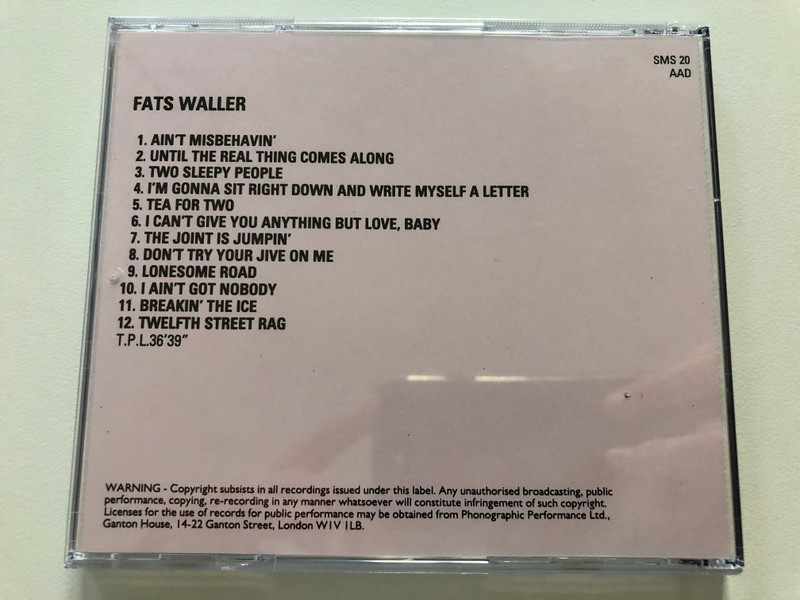 SMS 20
AAD
FATS WALLER
1. AIN'T MISBEHAVIN'
2. UNTIL THE REAL THING COMES ALONG
3. TWO SLEEPY PEOPLE
4. I'M GONNA SIT RIGHT DOWN AND WRITE MYSELF A LETTER
5. TEA FOR TWO
6. I CAN'T GIVE YOU ANYTHING BUT LOVE, BABY
7. THE JOINT IS JUMPIN'
8. DON'T TRY YOUR JIVE ON ME
9. LONESOME ROAD
10. I AIN'T GOT NOBODY
11. BREAKIN' THE ICE
12. TWELFTH STREET RAG
T.P.L.36'39"
WARNING - Copyright subsists in all recordings issued under this label. Any unauthorised broadcasting, public
performance, copying, re-recording in any manner whatsoever will constitute infringement of such copyright.
Licenses for the use of records for public performance may be obtained from Phonographic Performance Ltd.,
Ganton House, 14-22 Ganton Street, London W1V 1LB.